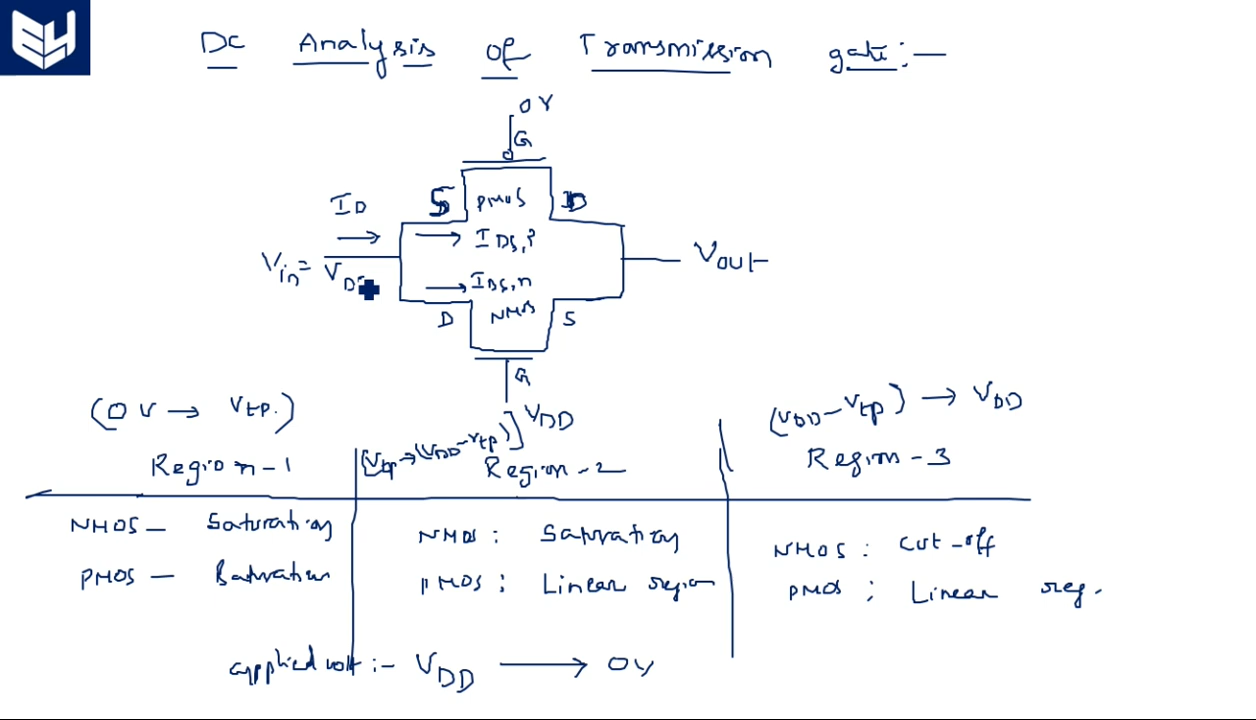 DC Analysis of Transmission gate:-
0V
G
ID S PMOS D
IDS,P
Vin = VD Vout
IDS,n
NMOS
D S
G
VDD
(0V → Vtp.) [Vtp→(VDD-Vtp)] (VDD-Vtp) → VDD
Region-1 Region-2 Region-3
NMOS - Saturation NMOS: Saturation NMOS: Cut-off
PMOS - Saturation PMOS: Linear region PMOS: Linear reg.
applied volt:- VDD → 0V